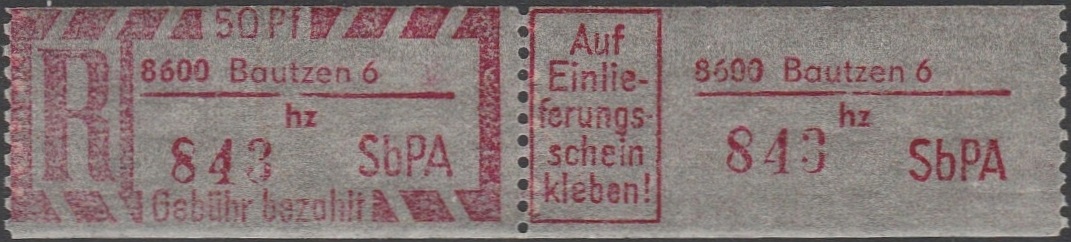 50 Pf
R
8600 Bautzen 6
hz
843 SbPA
Gebühr bezahlt
Auf
Einlie-
ferungs-
schein
kleben!
8600 Bautzen 6
hz
843 SbPA